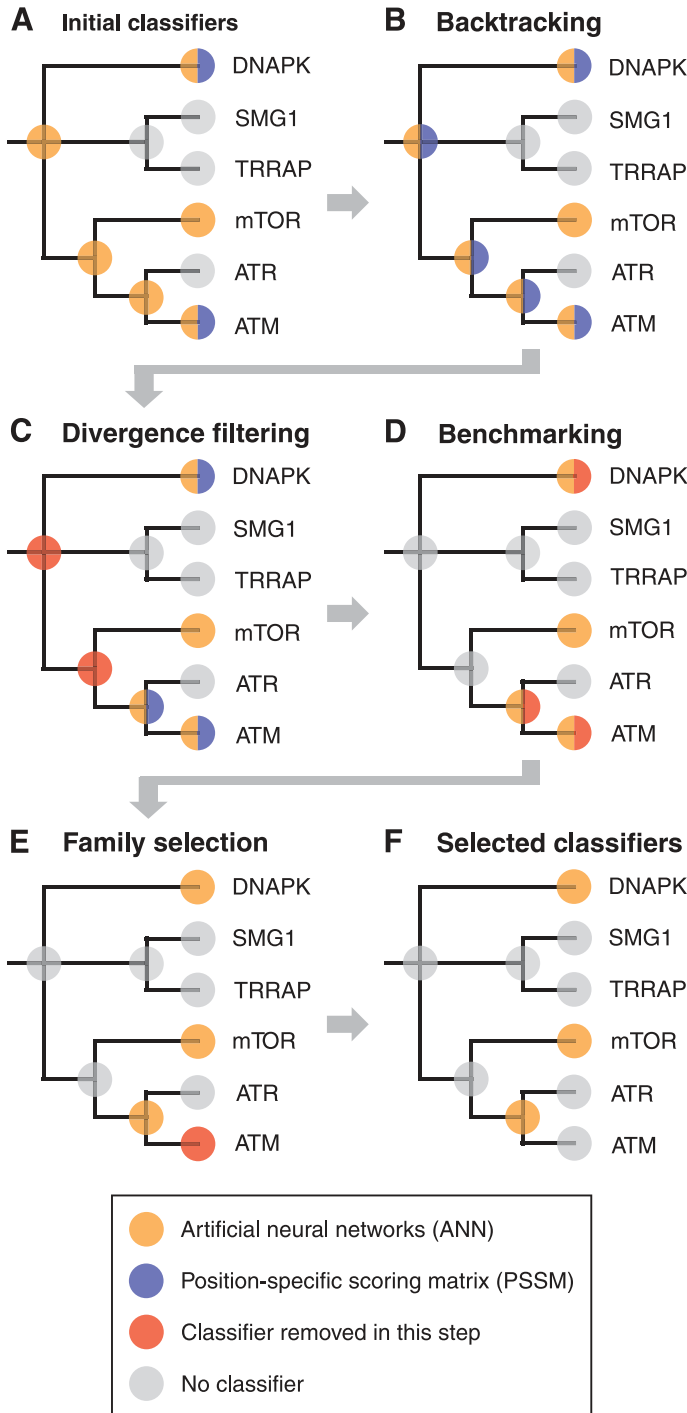 A Initial classifiers
DNAPK
SMG1
TRRAP
mTOR
ATR
ATM
B Backtracking
DNAPK
SMG1
TRRAP
mTOR
ATR
ATM
C Divergence filtering
DNAPK
SMG1
TRRAP
mTOR
ATR
ATM
D Benchmarking
DNAPK
SMG1
TRRAP
mTOR
ATR
ATM
E Family selection
DNAPK
SMG1
TRRAP
mTOR
ATR
ATM
F Selected classifiers
DNAPK
SMG1
TRRAP
mTOR
ATR
ATM
Artificial neural networks (ANN)
Position-specific scoring matrix (PSSM)
Classifier removed in this step
No classifier